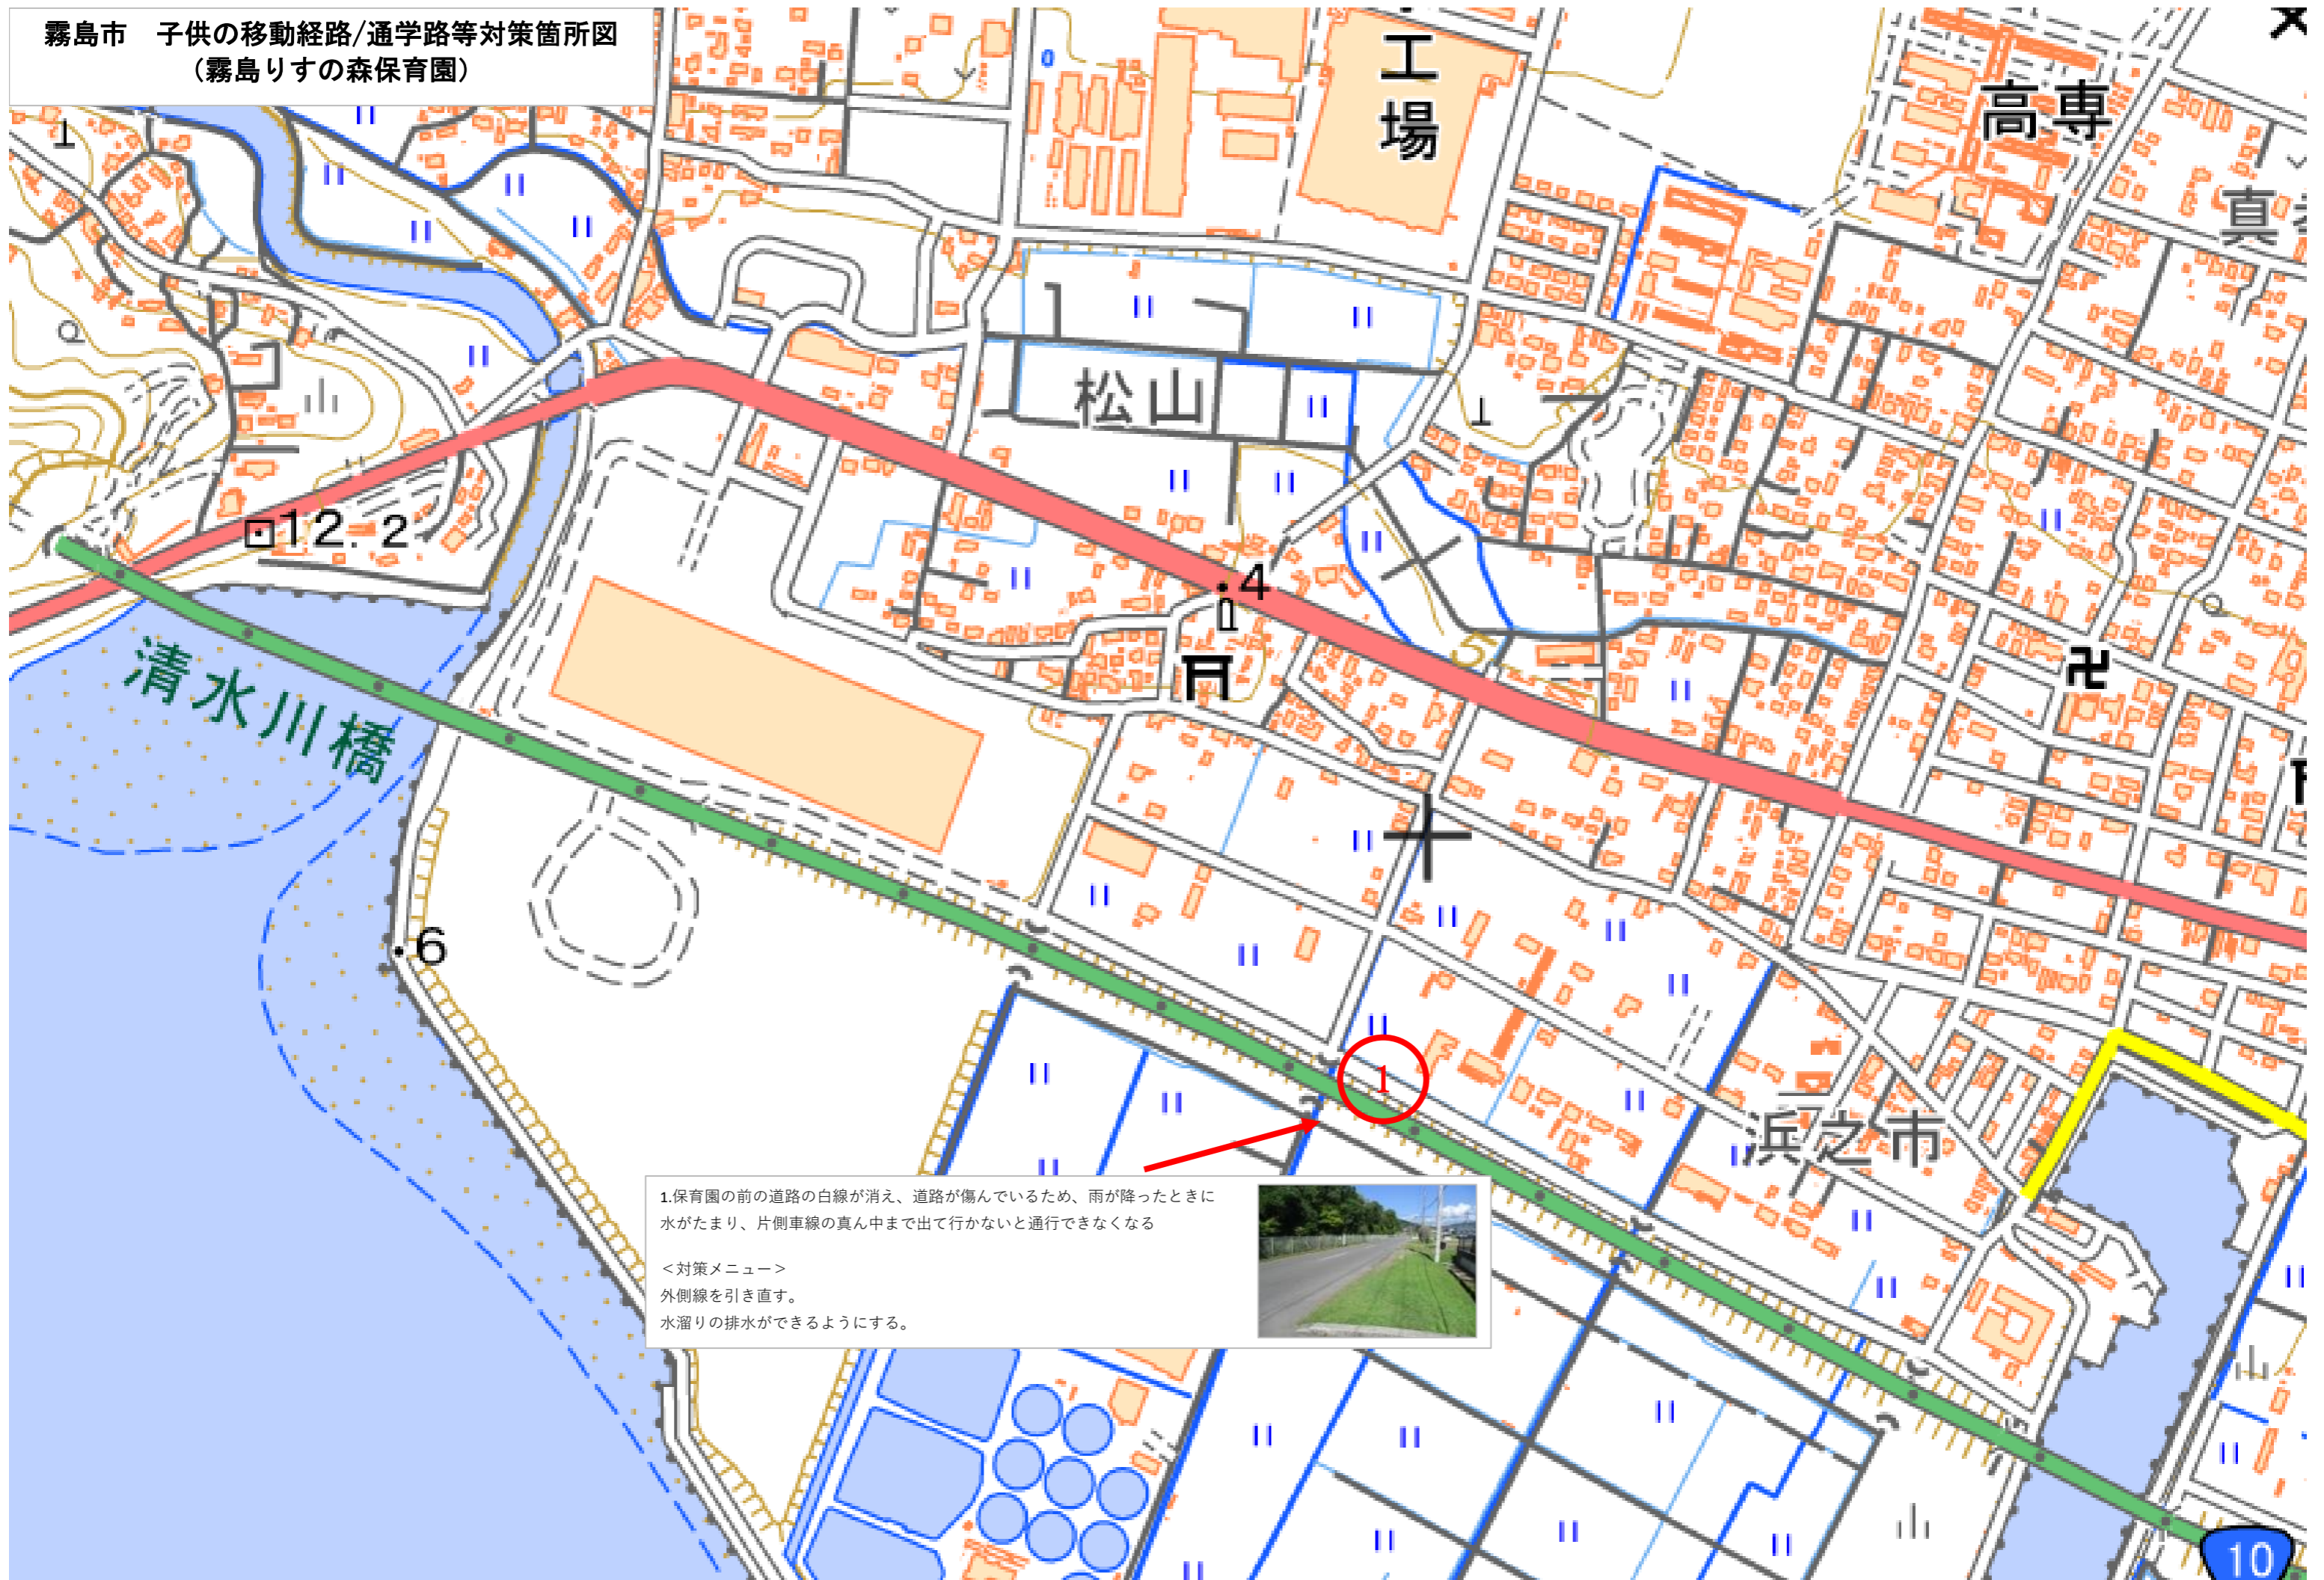 霧島市　子供の移動経路/通学路等対策箇所図
（霧島りすの森保育園）
工場
高専
真
松山
12.2
4
5
清水川橋
6
1
浜之市
1.保育園の前の道路の白線が消え、道路が傷んでいるため、雨が降ったときに
水がたまり、片側車線の真ん中まで出て行かないと通行できなくなる
＜対策メニュー＞
外側線を引き直す。
水溜りの排水ができるようにする。
10